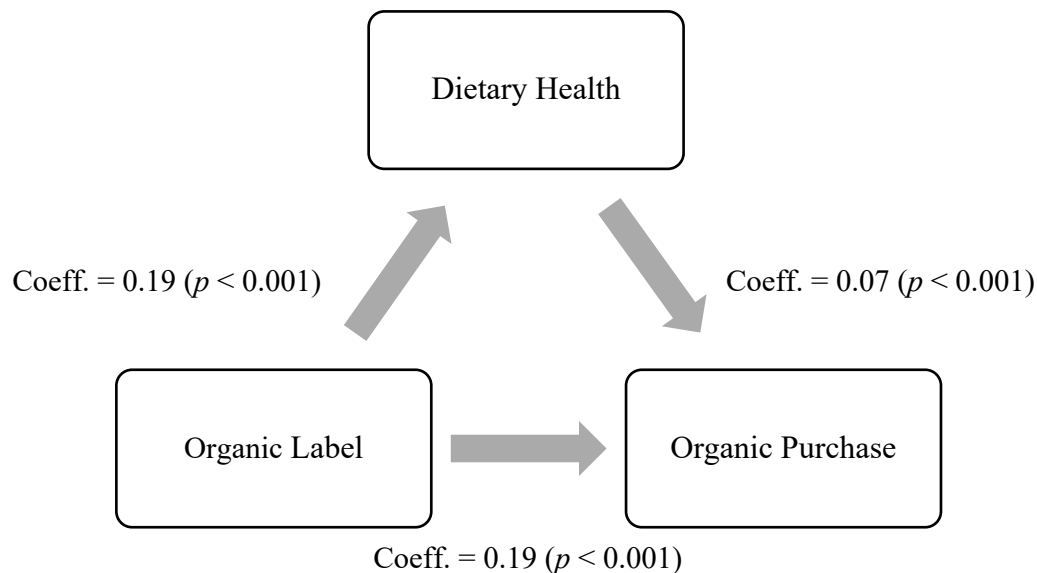 Dietary Health
Coeff. = 0.19 (p < 0.001)
Coeff. = 0.07 (p < 0.001)
Organic Label
Organic Purchase
Coeff. = 0.19 (p < 0.001)